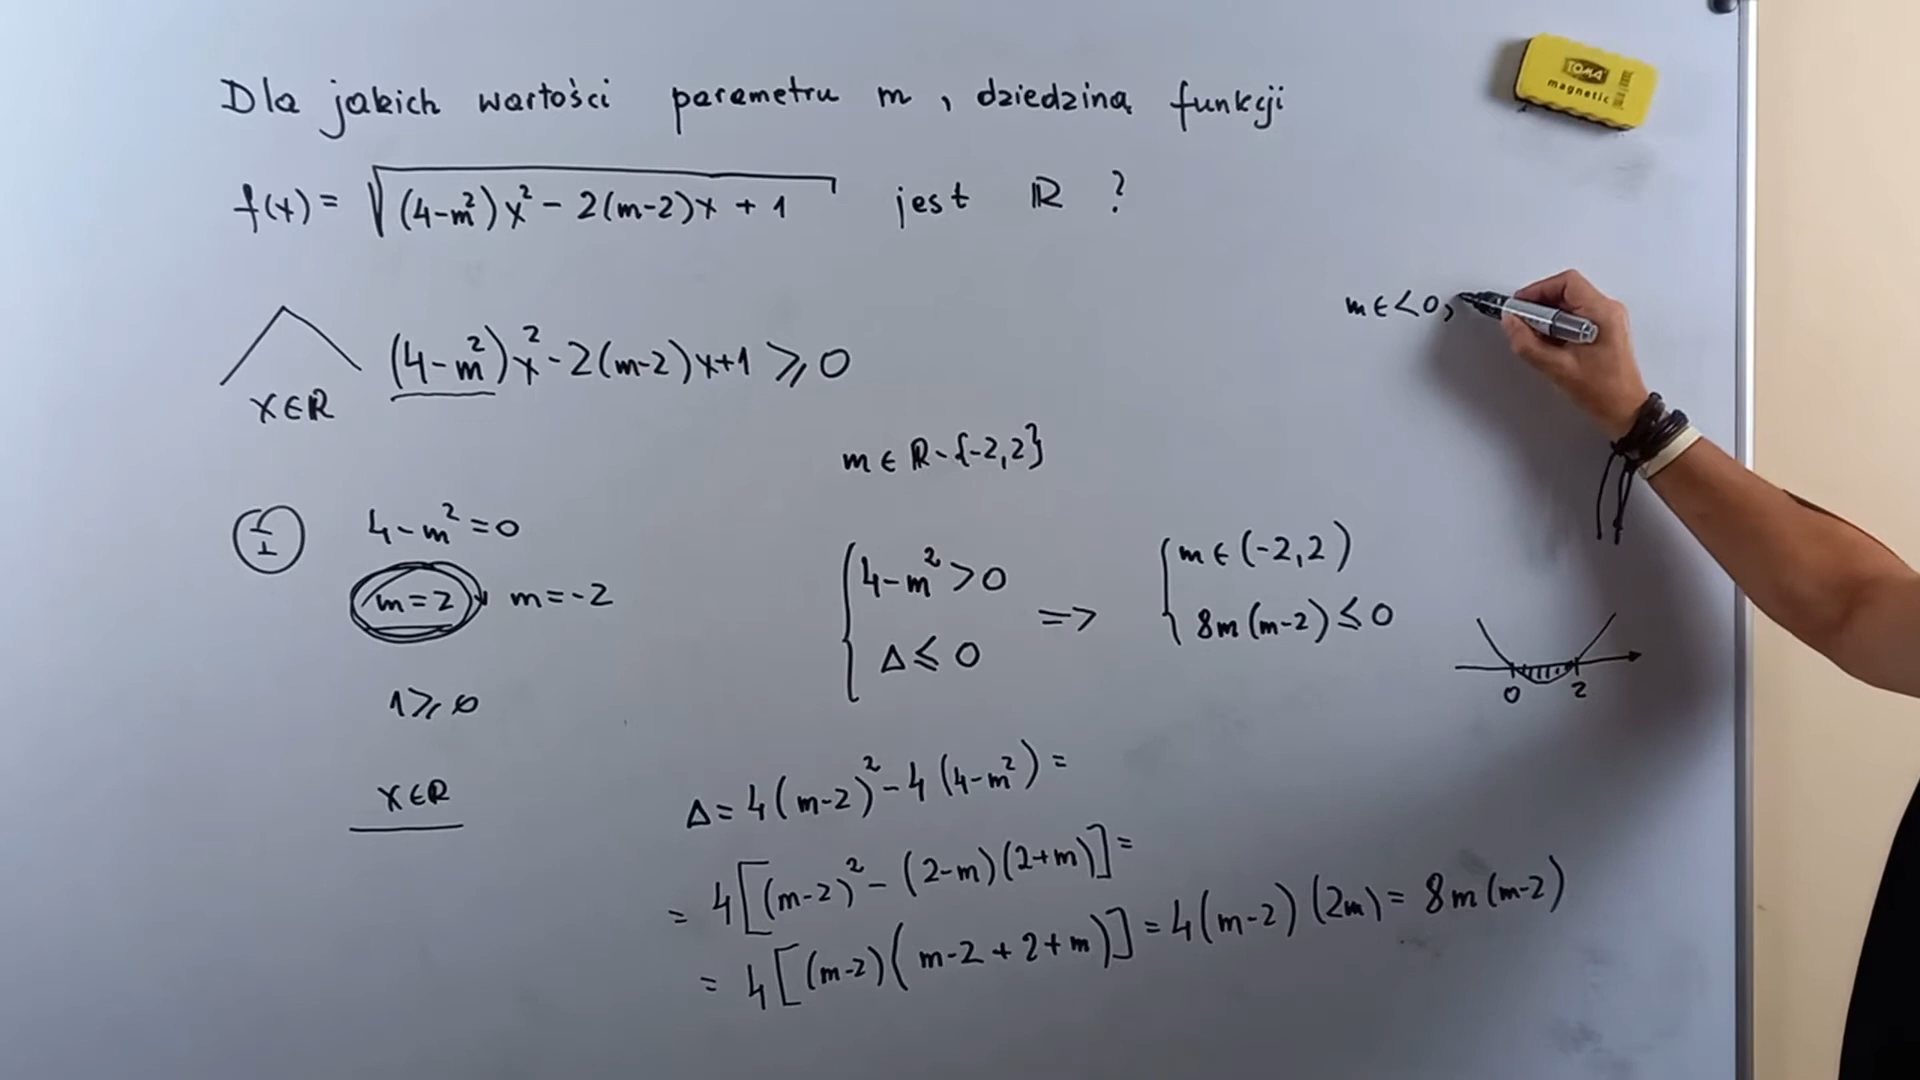 Dla jakich wartości parametru m, dziedziną funkcji
f(x) = √((4-m²)x² - 2(m-2)x + 1) jest ℝ ?
TOMA
magnetic
m∈<0;
x∈ℝ (4-m²)x² - 2(m-2)x+1 ⩾ 0
m∈ℝ-{-2,2}
I 4-m²=0
m=2 v m=-2
1⩾0
x∈ℝ
{4-m²>0
Δ⩽0
=>
{m∈(-2,2)
8m(m-2)⩽0
0 2
Δ=4(m-2)²-4(4-m²)=
=4[(m-2)²-(2-m)(2+m)]=
=4[(m-2)(m-2+2+m)]=4(m-2)(2m)=8m(m-2)